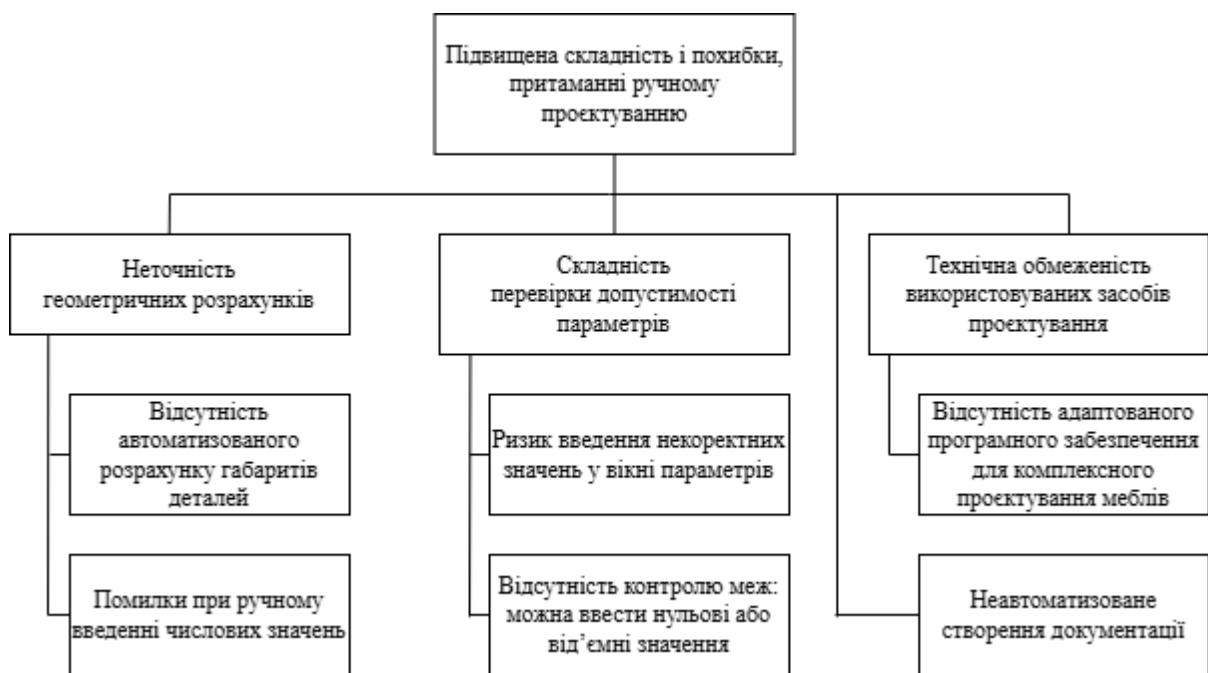 Підвищена складність і похибки,
притаманні ручному
проєктуванню
Неточність
геометричних розрахунків
Складність
перевірки допустимості
параметрів
Технічна обмеженість
використовуваних засобів
проєктування
Відсутність
автоматизованого
розрахунку габаритів
деталей
Ризик введення некоректних
значень у вікні параметрів
Відсутність адаптованого
програмного забезпечення
для комплексного
проєктування меблів
Помилки при ручному
введенні числових значень
Відсутність контролю меж:
можна ввести нульові або
від’ємні значення
Неавтоматизоване
створення документації